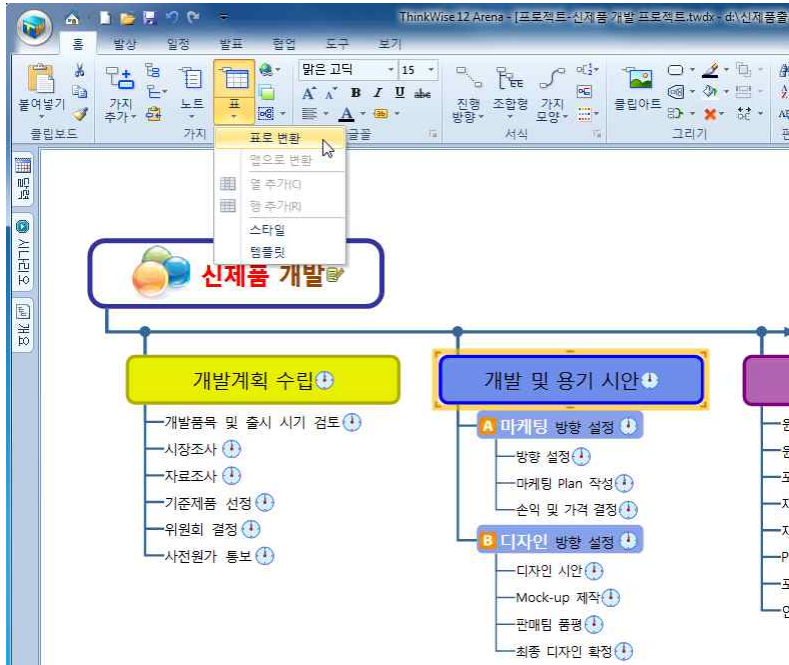 ThinkWise12 Arena - [프로젝트-신제품 개발 프로젝트.twdx - d:\신제품출
홈 발상 일정 발표 협업 도구 보기
맑은 고딕 15
붙여넣기 가지 추가 노트 표 B I U abc 진행 방향 조합형 가지 모양 클립아트
클립보드 가지 글꼴 서식 그리기
표로 변환
맵으로 변환
열 추가(C)
행 추가(R)
스타일
템플릿
일정
시나리오
개요
신제품 개발
개발계획 수립
개발품목 및 출시 시기 검토
시장조사
자료조사
기준제품 선정
위원회 결정
사전원가 통보
개발 및 용기 시안
A 마케팅 방향 설정
방향 설정
마케팅 Plan 작성
손익 및 가격 결정
B 디자인 방향 설정
디자인 시안
Mock-up 제작
판매팀 품평
최종 디자인 확정